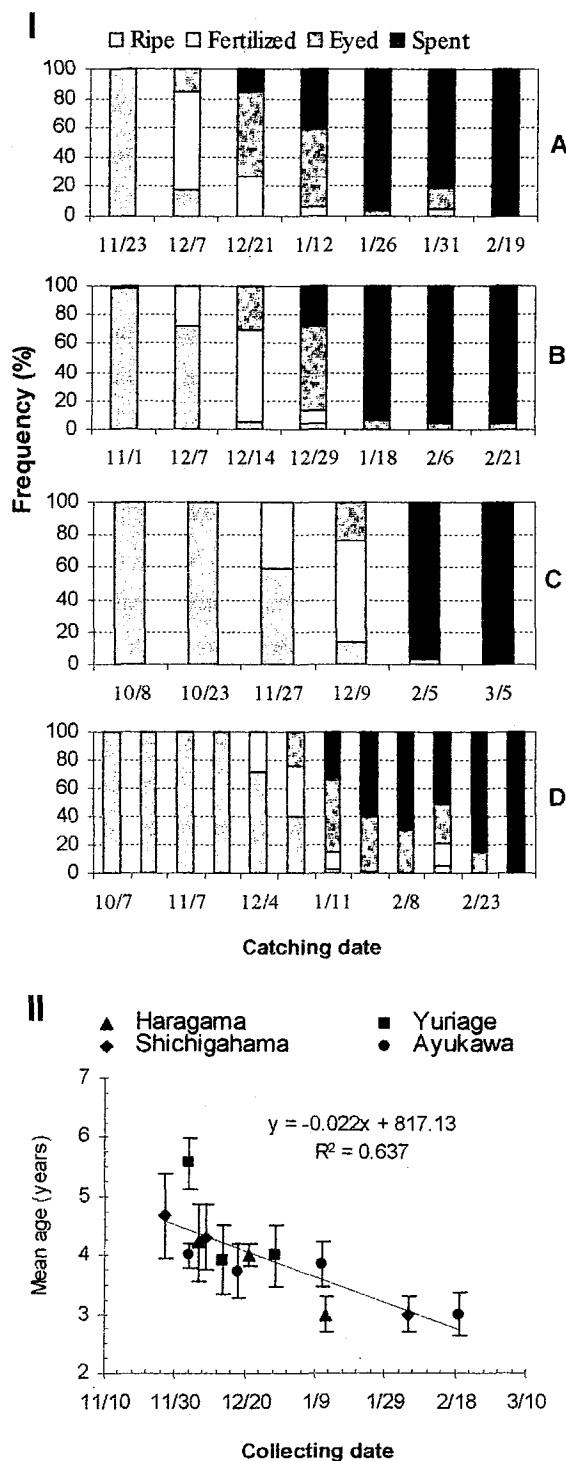 I
Ripe Fertilized Eyed Spent
100
80
60
40
20
0
A
11/23 12/7 12/21 1/12 1/26 1/31 2/19
100
80
60
40
20
0
B
11/1 12/7 12/14 12/29 1/18 2/6 2/21
Frequency (%)
100
80
60
40
20
0
C
10/8 10/23 11/27 12/9 2/5 3/5
100
80
60
40
20
0
D
10/7 11/7 12/4 1/11 2/8 2/23
Catching date
II
Haragama Yuriage
Shichigahama Ayukawa
7
6
5
4
3
2
y = -0.022x + 817.13
R² = 0.637
Mean age (years)
11/10 11/30 12/20 1/9 1/29 2/18 3/10
Collecting date